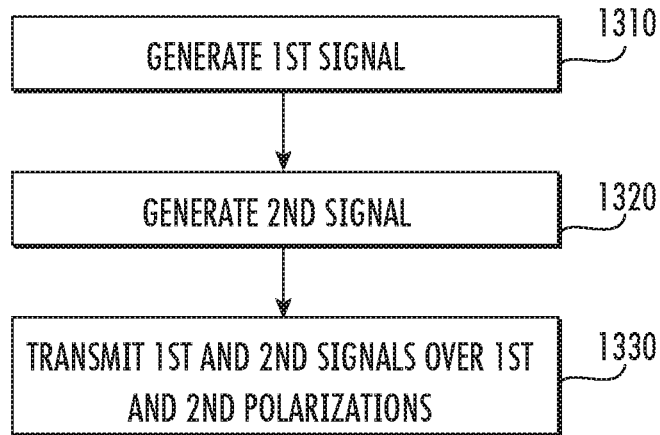 1310
GENERATE 1ST SIGNAL
1320
GENERATE 2ND SIGNAL
1330
TRANSMIT 1ST AND 2ND SIGNALS OVER 1ST
AND 2ND POLARIZATIONS